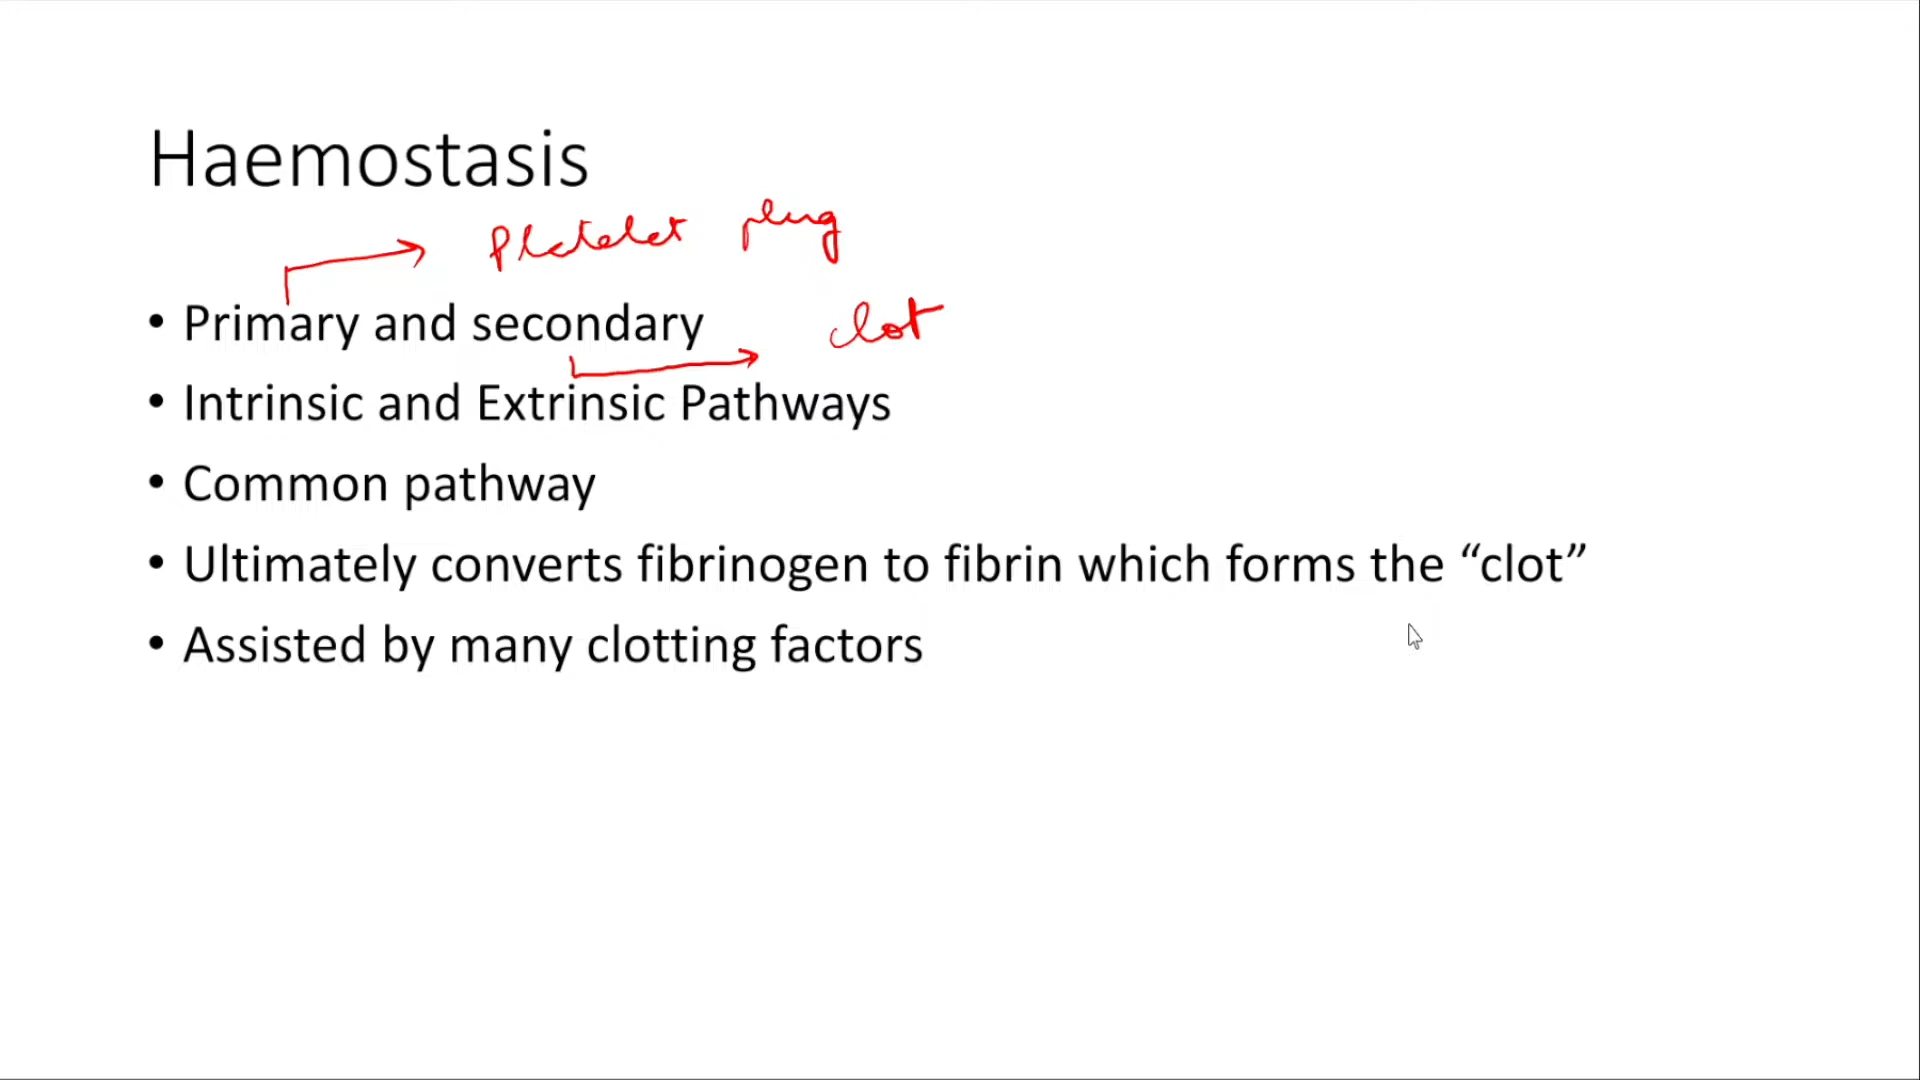 Haemostasis
Platelet plug
• Primary and secondary clot
• Intrinsic and Extrinsic Pathways
• Common pathway
• Ultimately converts fibrinogen to fibrin which forms the “clot”
• Assisted by many clotting factors